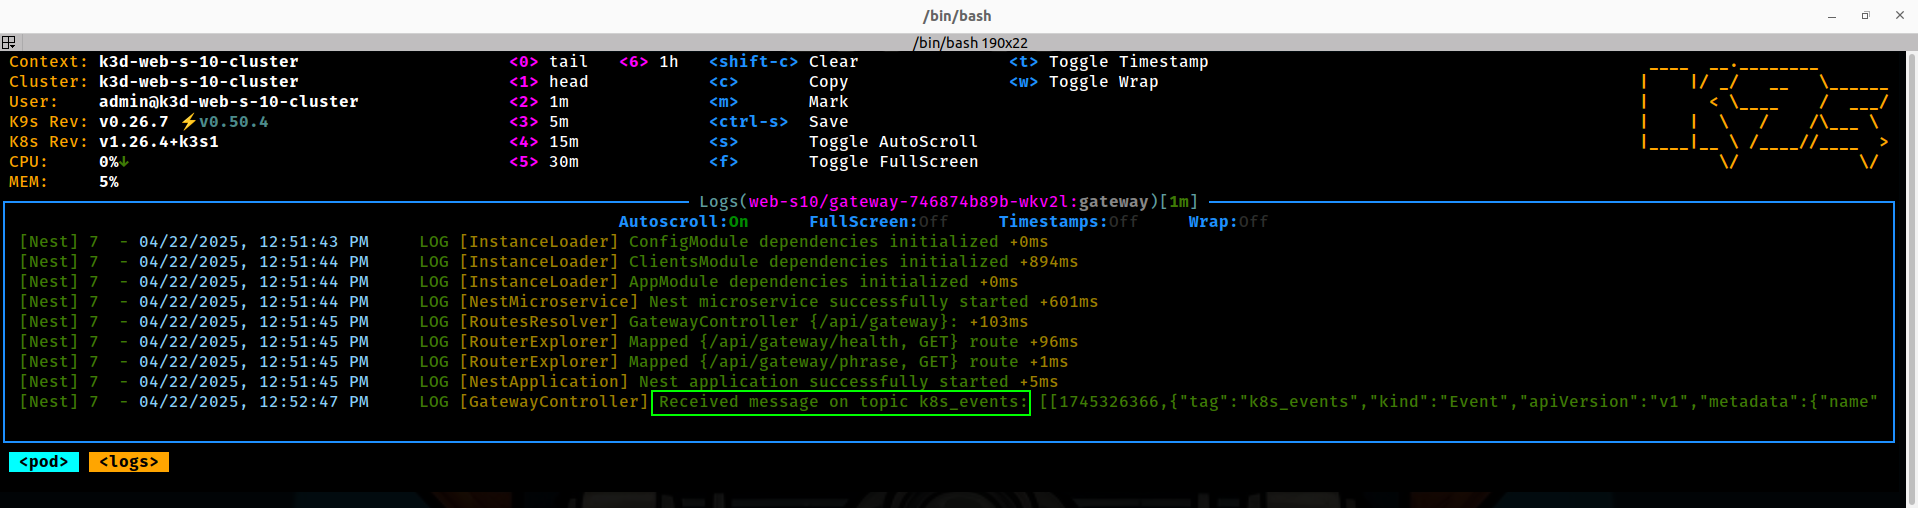 /bin/bash
/bin/bash 190x22
Context: k3d-web-s-10-cluster <0> tail <6> 1h <shift-c> Clear <t> Toggle Timestamp
Cluster: k3d-web-s-10-cluster <1> head <c> Copy <w> Toggle Wrap
User: admin@k3d-web-s-10-cluster <2> 1m <m> Mark
K9s Rev: v0.26.7 ⚡v0.50.4 <3> 5m <ctrl-s> Save
K8s Rev: v1.26.4+k3s1 <4> 15m <s> Toggle AutoScroll
CPU: 0%↓ <5> 30m <f> Toggle FullScreen
MEM: 5%
Logs(web-s10/gateway-746874b89b-wkv2l:gateway)[1m]
Autoscroll:On FullScreen:Off Timestamps:Off Wrap:Off
[Nest] 7 - 04/22/2025, 12:51:43 PM LOG [InstanceLoader] ConfigModule dependencies initialized +0ms
[Nest] 7 - 04/22/2025, 12:51:44 PM LOG [InstanceLoader] ClientsModule dependencies initialized +894ms
[Nest] 7 - 04/22/2025, 12:51:44 PM LOG [InstanceLoader] AppModule dependencies initialized +0ms
[Nest] 7 - 04/22/2025, 12:51:44 PM LOG [NestMicroservice] Nest microservice successfully started +601ms
[Nest] 7 - 04/22/2025, 12:51:45 PM LOG [RoutesResolver] GatewayController {/api/gateway}: +103ms
[Nest] 7 - 04/22/2025, 12:51:45 PM LOG [RouterExplorer] Mapped {/api/gateway/health, GET} route +96ms
[Nest] 7 - 04/22/2025, 12:51:45 PM LOG [RouterExplorer] Mapped {/api/gateway/phrase, GET} route +1ms
[Nest] 7 - 04/22/2025, 12:51:45 PM LOG [NestApplication] Nest application successfully started +5ms
[Nest] 7 - 04/22/2025, 12:52:47 PM LOG [GatewayController] Received message on topic k8s_events: [[1745326366,{"tag":"k8s_events","kind":"Event","apiVersion":"v1","metadata":{"name"
<pod> <logs>